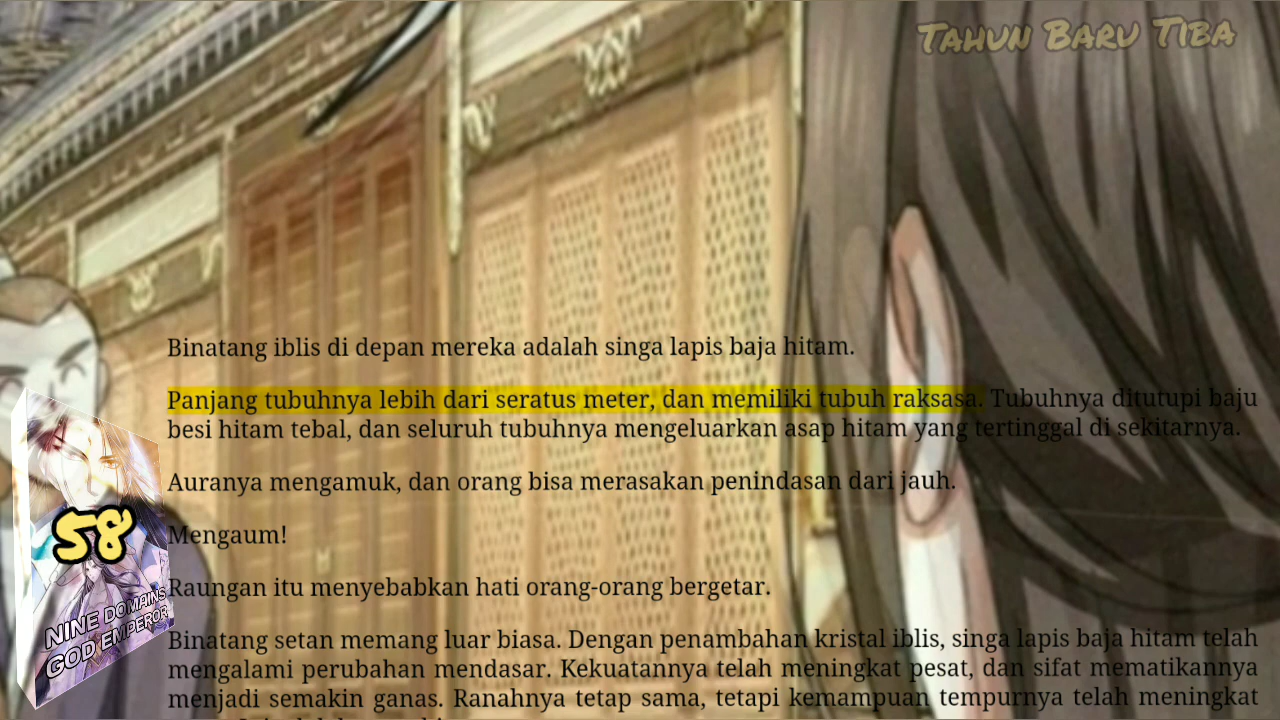 Tahun Baru Tiba
Binatang iblis di depan mereka adalah singa lapis baja hitam.
Panjang tubuhnya lebih dari seratus meter, dan memiliki tubuh raksasa. Tubuhnya ditutupi baju
besi hitam tebal, dan seluruh tubuhnya mengeluarkan asap hitam yang tertinggal di sekitarnya.
Auranya mengamuk, dan orang bisa merasakan penindasan dari jauh.
Mengaum!
58
Raungan itu menyebabkan hati orang-orang bergetar.
NINE DOMAINS
GOD EMPEROR
Binatang setan memang luar biasa. Dengan penambahan kristal iblis, singa lapis baja hitam telah
mengalami perubahan mendasar. Kekuatannya telah meningkat pesat, dan sifat mematikannya
menjadi semakin ganas. Ranahnya tetap sama, tetapi kemampuan tempurnya telah meningkat